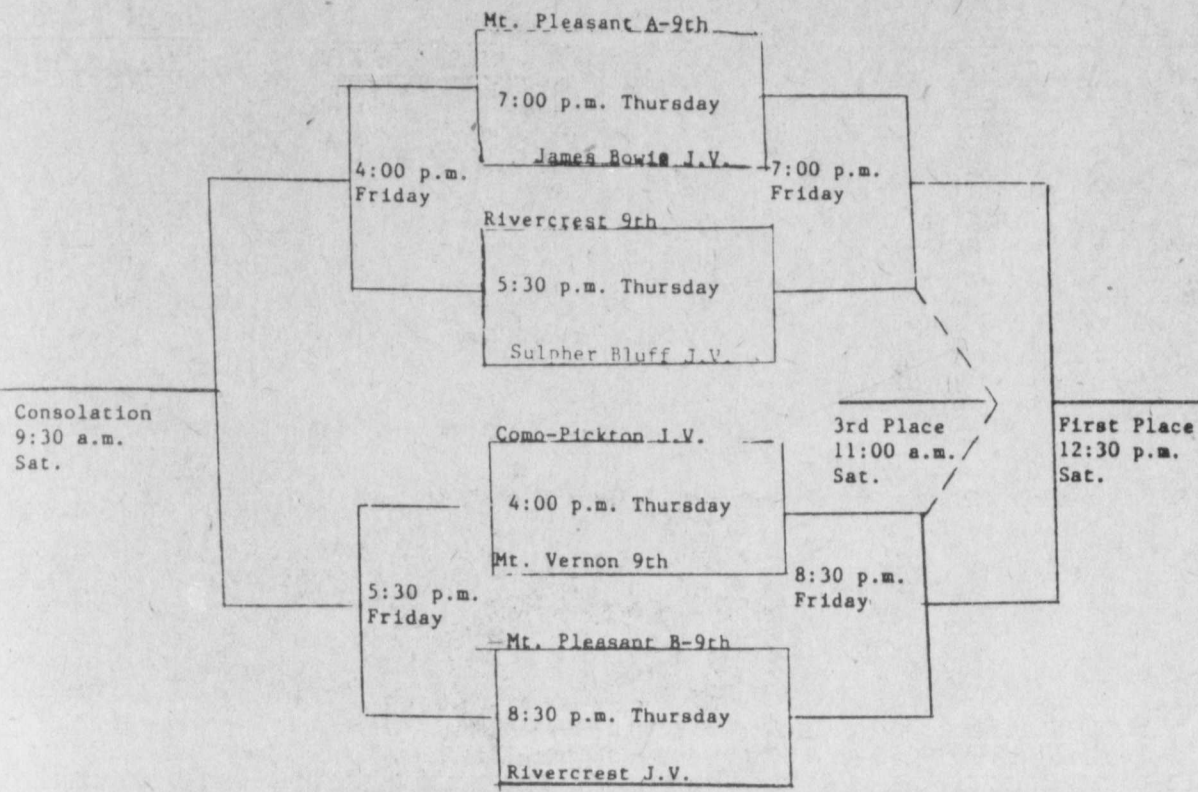 Mt. Pleasant A-9th
7:00 p.m. Thursday
James Bowie J.V.
4:00 p.m.
Friday
7:00 p.m.
Friday
Rivercrest 9th
5:30 p.m. Thursday
Sulpher Bluff J.V.
Consolation
9:30 a.m.
Sat.
Como-Pickton J.V.
3rd Place
11:00 a.m.
Sat.
First Place
12:30 p.m.
Sat.
4:00 p.m. Thursday
Mt. Vernon 9th
5:30 p.m.
Friday
8:30 p.m.
Friday
Mt. Pleasant B-9th
8:30 p.m. Thursday
Rivercrest J.V.